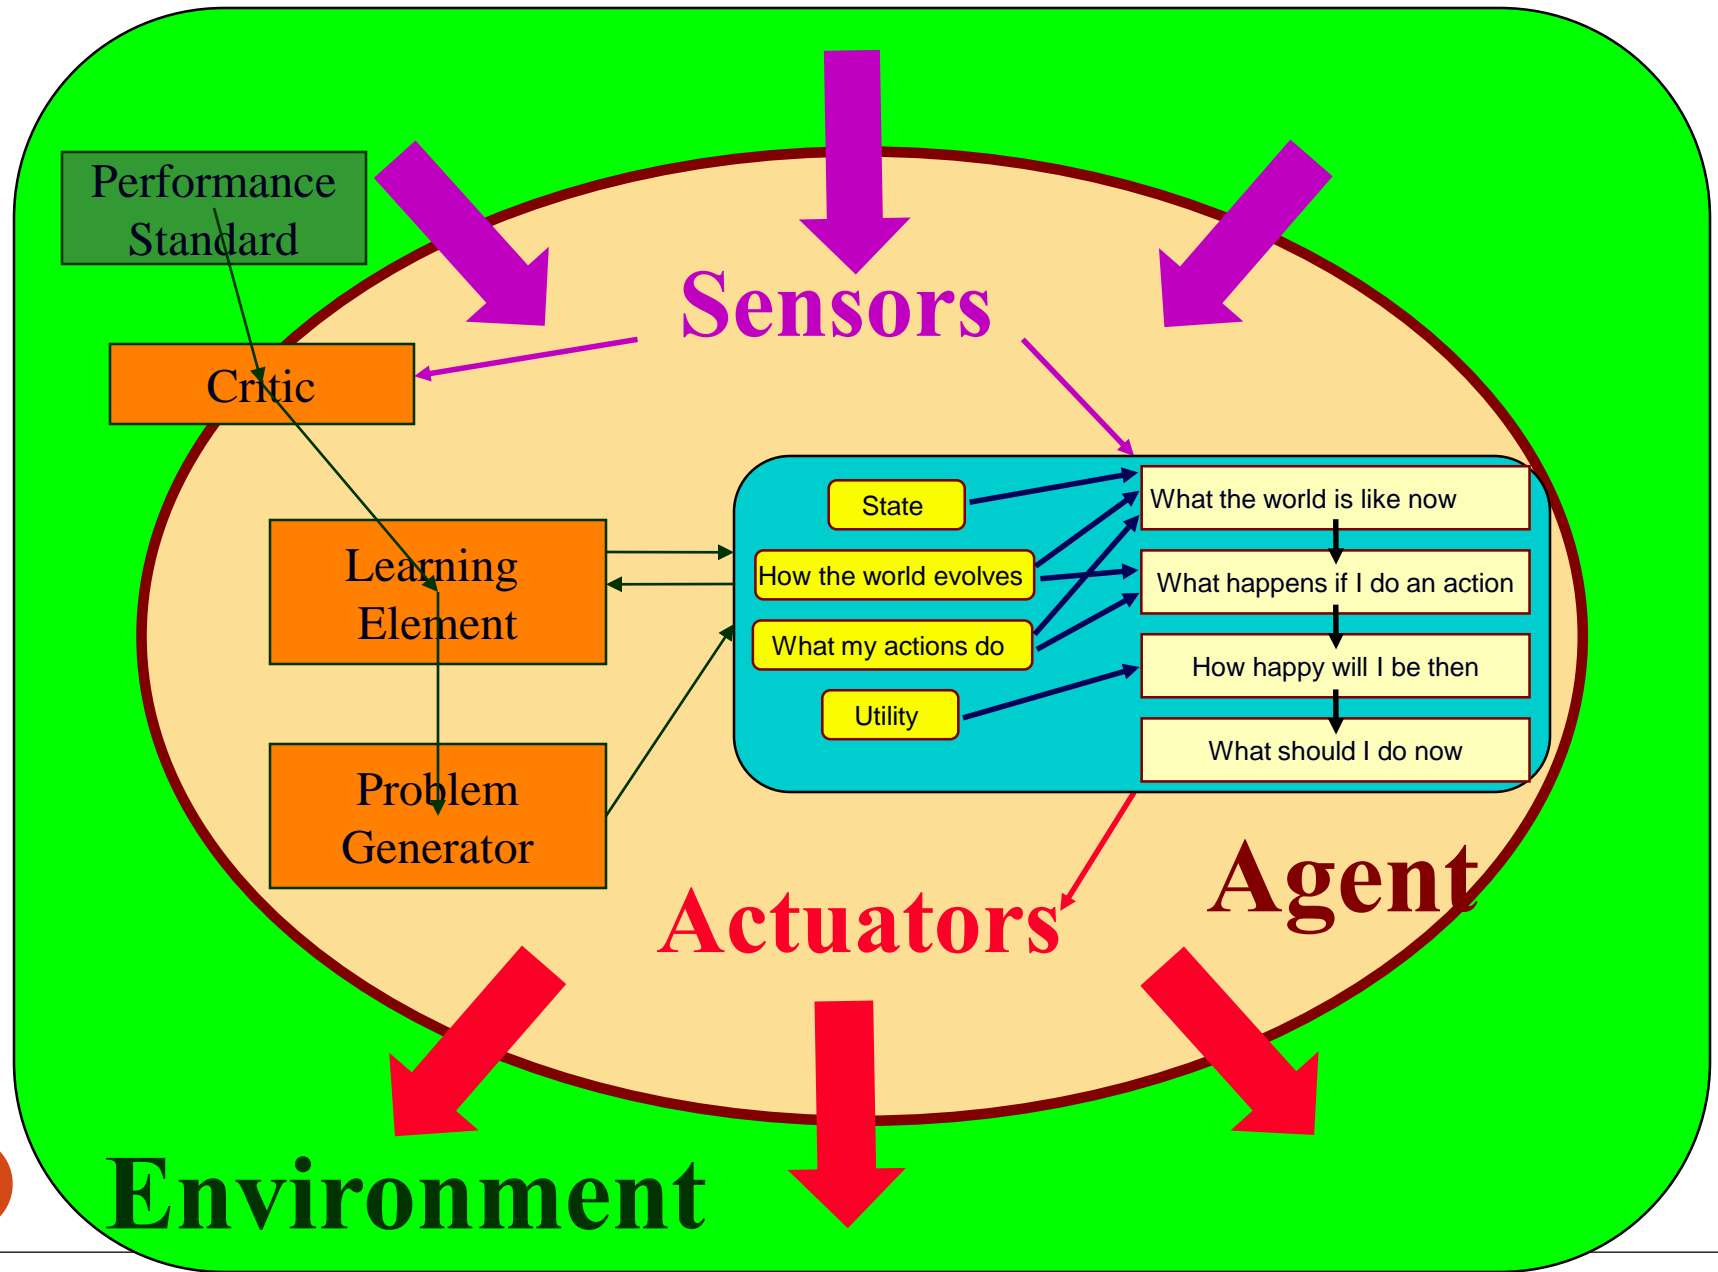 Performance
Standard
Sensors
Critic
State
What the world is like now
How the world evolves
What happens if I do an action
Learning
Element
What my actions do
How happy will I be then
Utility
What should I do now
Problem
Generator
Agent
Actuators
Environment